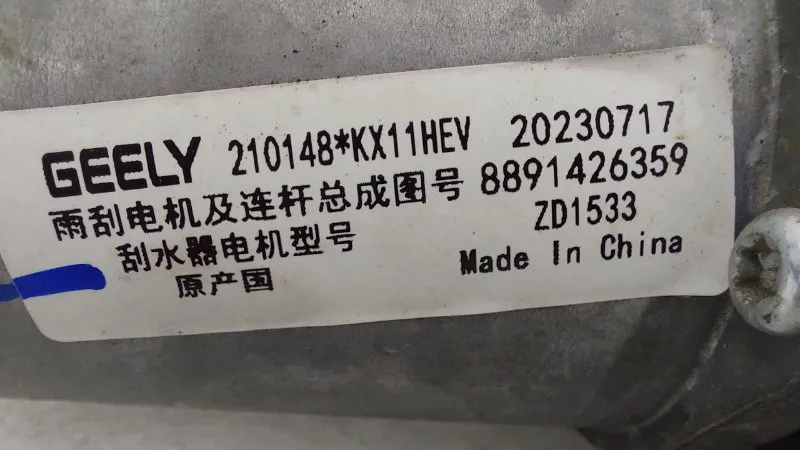 GEELY 210148*KX11HEV 20230717
雨刮电机及连杆总成图号 8891426359
刮水器电机型号 ZD1533
原产国 Made In China